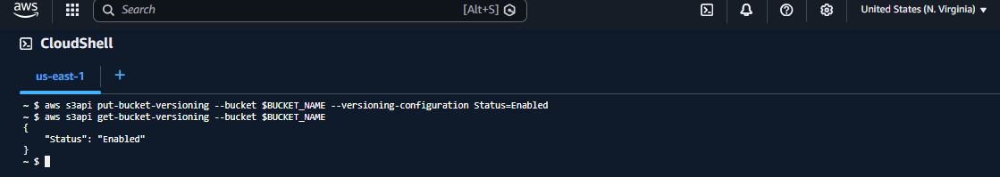 aws
Search
[Alt+S]
United States (N. Virginia)
CloudShell
us-east-1
+
~ $ aws s3api put-bucket-versioning --bucket $BUCKET_NAME --versioning-configuration Status=Enabled
~ $ aws s3api get-bucket-versioning --bucket $BUCKET_NAME
{
    "Status": "Enabled"
}
~ $